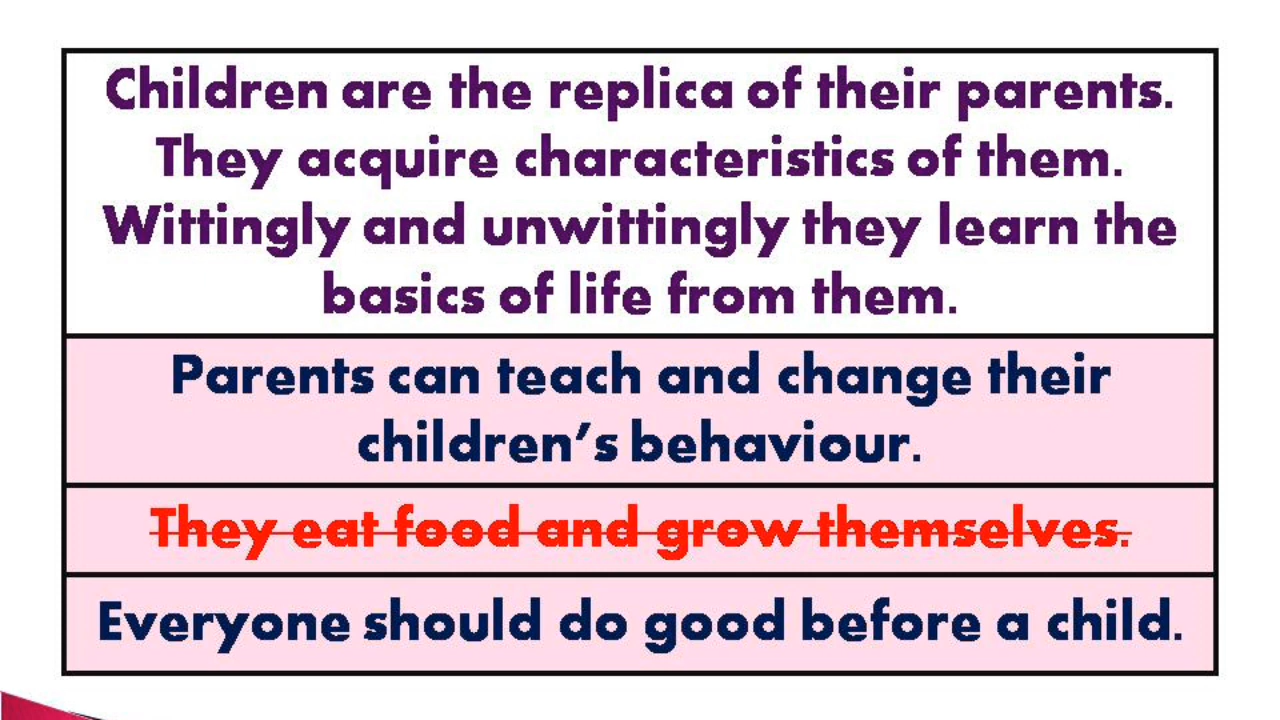 Children are the replica of their parents.
They acquire characteristics of them.
Wittingly and unwittingly they learn the
basics of life from them.
Parents can teach and change their
children’s behaviour.
They eat food and grow themselves.
Everyone should do good before a child.